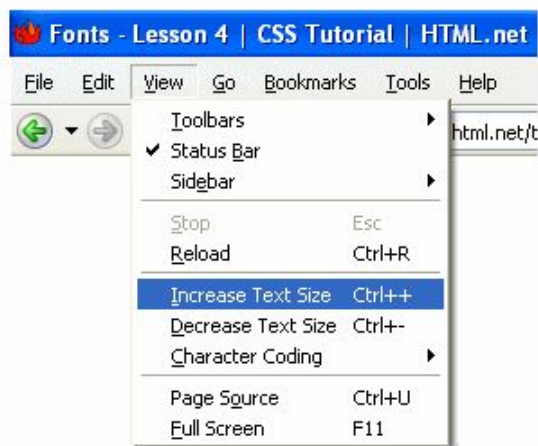 Fonts - Lesson 4 | CSS Tutorial | HTML.net
File Edit View Go Bookmarks Tools Help
html.net/t
Toolbars
Status Bar
Sidebar
Stop Esc
Reload Ctrl+R
Increase Text Size Ctrl++
Decrease Text Size Ctrl+-
Character Coding
Page Source Ctrl+U
Full Screen F11